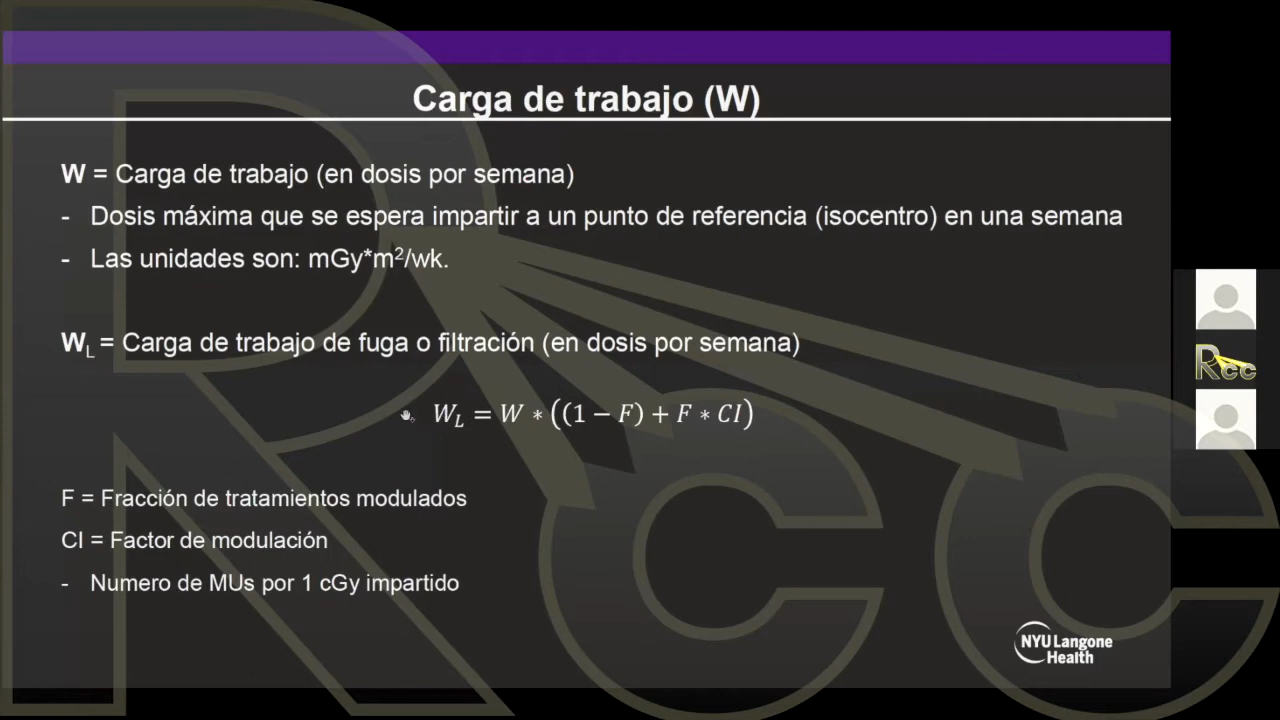 Carga de trabajo (W)
W = Carga de trabajo (en dosis por semana)
- Dosis máxima que se espera impartir a un punto de referencia (isocentro) en una semana
- Las unidades son: mGy*m²/wk.
W_L = Carga de trabajo de fuga o filtración (en dosis por semana)
W_L = W ∗ ((1 − F) + F ∗ CI)
F = Fracción de tratamientos modulados
CI = Factor de modulación
- Numero de MUs por 1 cGy impartido
NYU Langone
Health
Rcc
Rcc